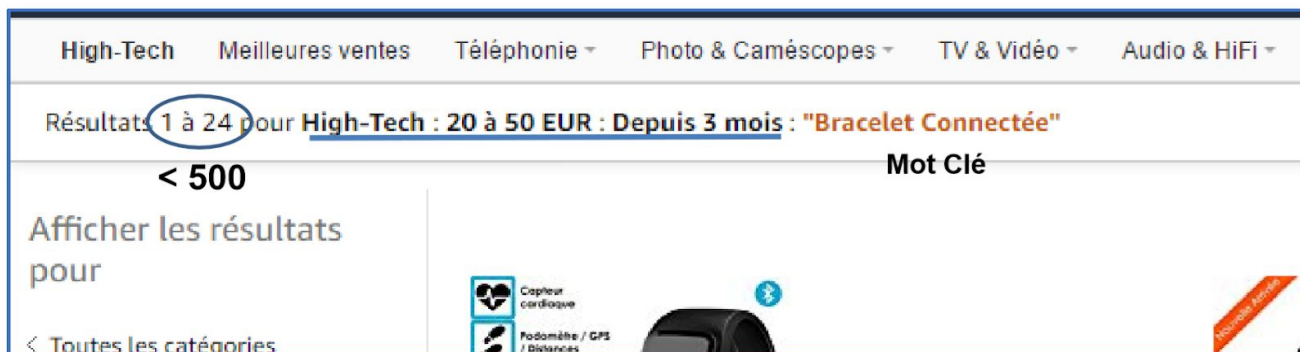 High-Tech Meilleures ventes Téléphonie Photo & Caméscopes TV & Vidéo Audio & HiFi
Résultats 1 à 24 pour High-Tech : 20 à 50 EUR : Depuis 3 mois : "Bracelet Connectée"
< 500
Mot Clé
Afficher les résultats
pour
Capteur
cardiaque
Podomètre / GPS
/ Distances
Nouvelle Arrivée
< Toutes les catégories